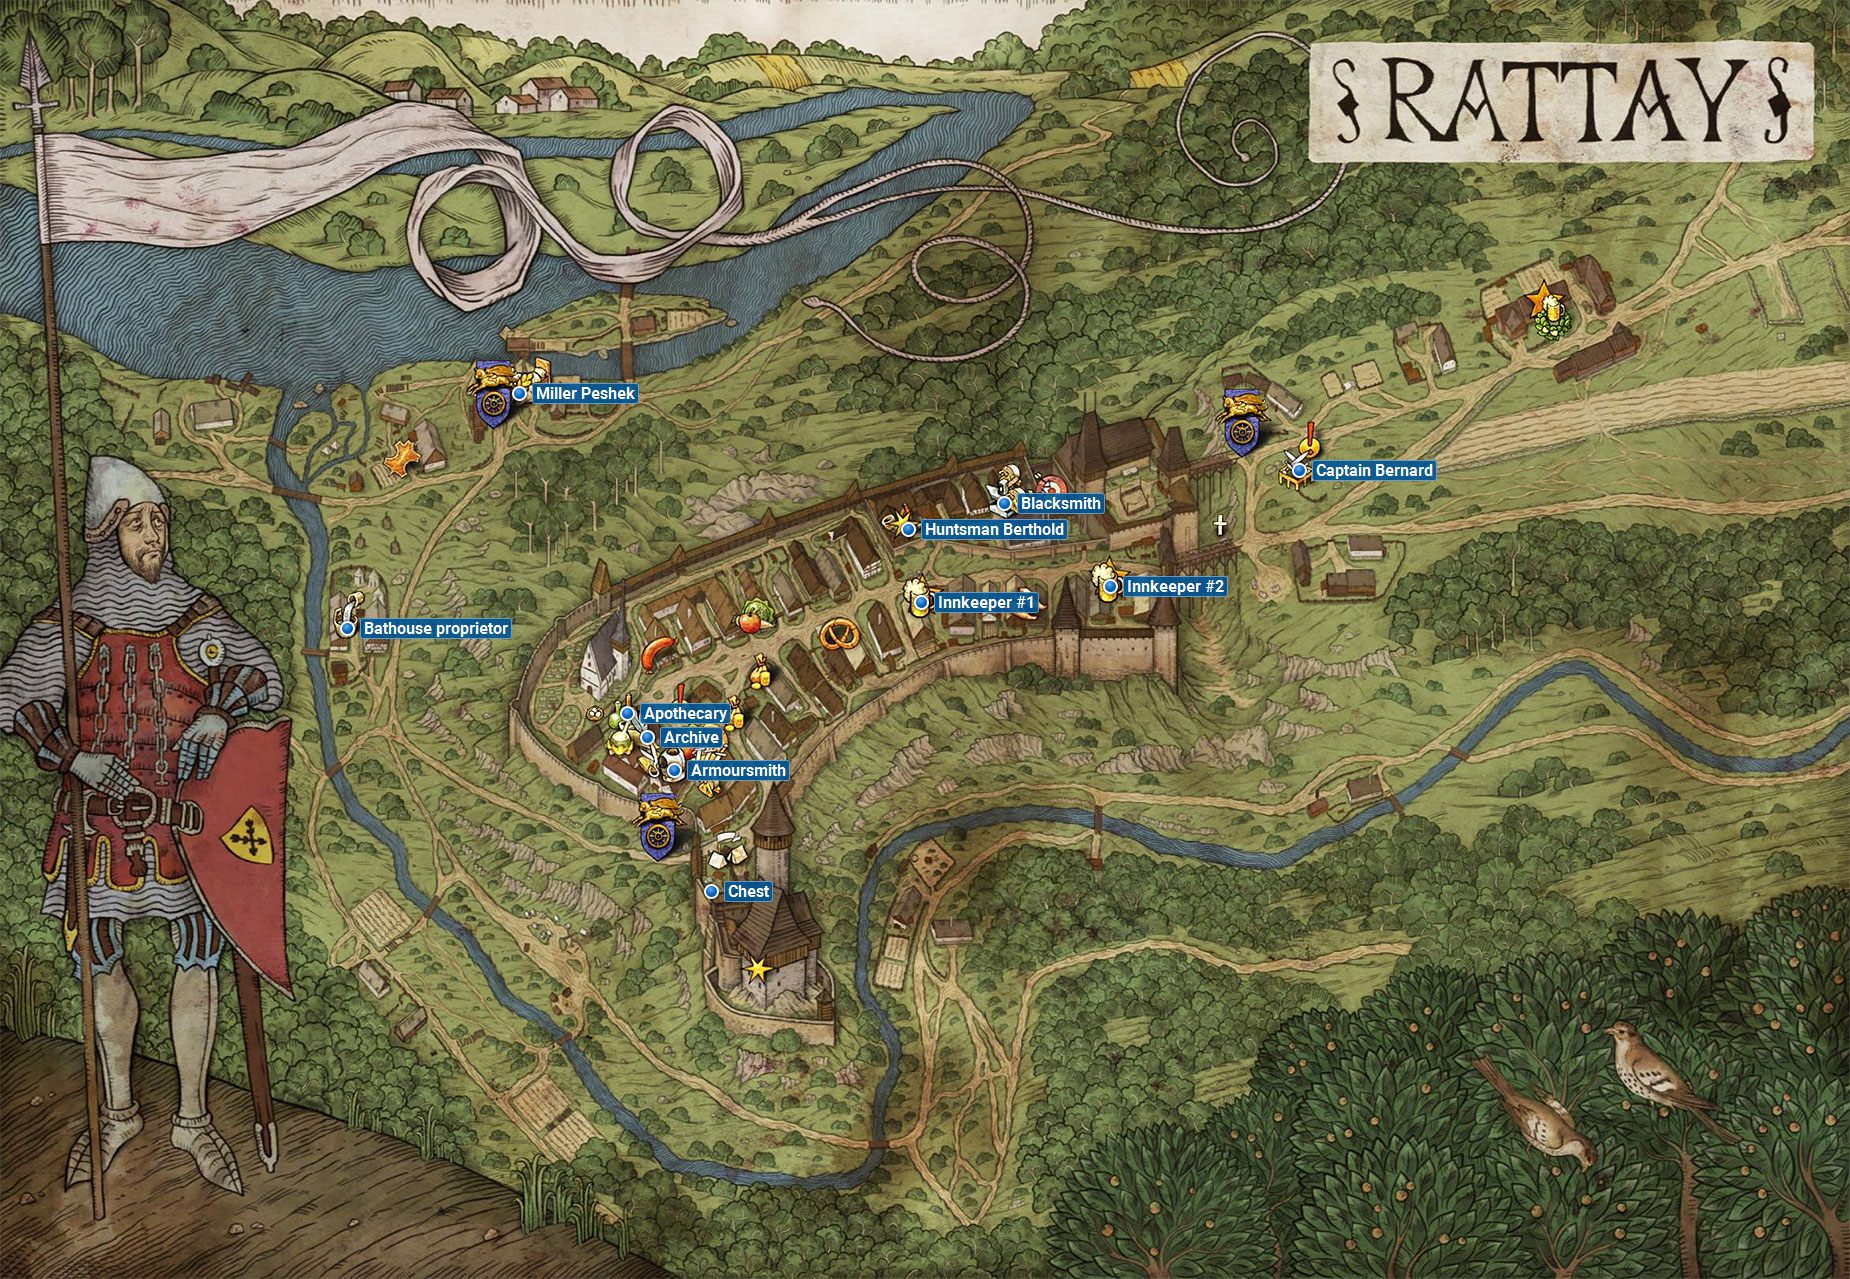 RATTAY
Miller Peshek
Captain Bernard
Blacksmith
Huntsman Berthold
Innkeeper #2
Innkeeper #1
Bathouse proprietor
Apothecary
Archive
Armoursmith
Chest